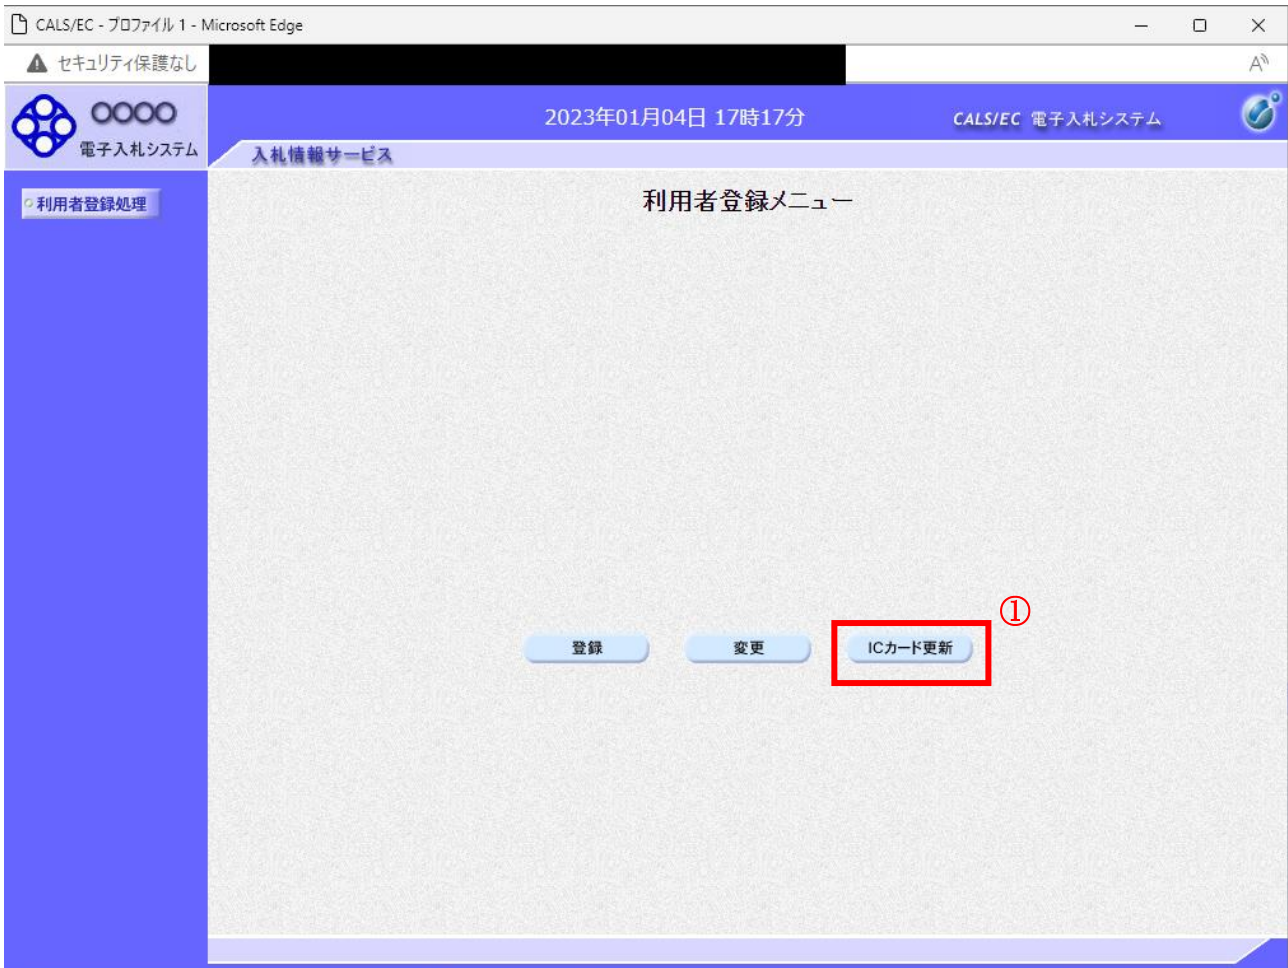 CALS/EC - プロファイル 1 - Microsoft Edge
セキュリティ保護なし
OOOO
電子入札システム
2023年01月04日 17時17分
CALS/EC 電子入札システム
入札情報サービス
利用者登録処理
利用者登録メニュー
①
登録 変更 ICカード更新